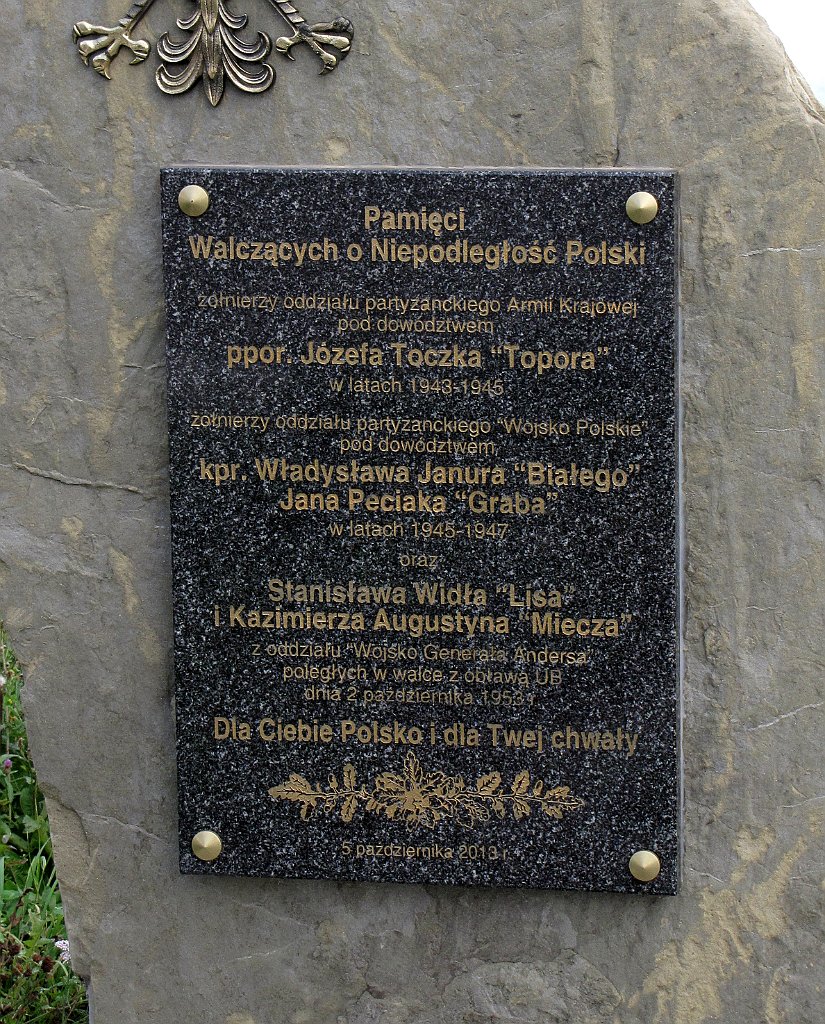 Pamięci
Walczących o Niepodległość Polski
żołnierzy oddziału partyzanckiego Armii Krajowej
pod dowództwem
ppor. Józefa Toczka “Topora”
w latach 1943-1945
żołnierzy oddziału partyzanckiego “Wojsko Polskie”
pod dowództwem,
kpr. Władysława Janura “Białego”
Jana Peciaka “Graba”
w latach 1945-1947
oraz
Stanisława Widła “Lisa”
i Kazimierza Augustyna “Miecza”
z oddziału “Wojsko Generała Andersa”
poległych w walce z obławą UB
dnia 2 października 1953 r
Dla Ciebie Polsko i dla Twej chwały
5 października 2013 r.